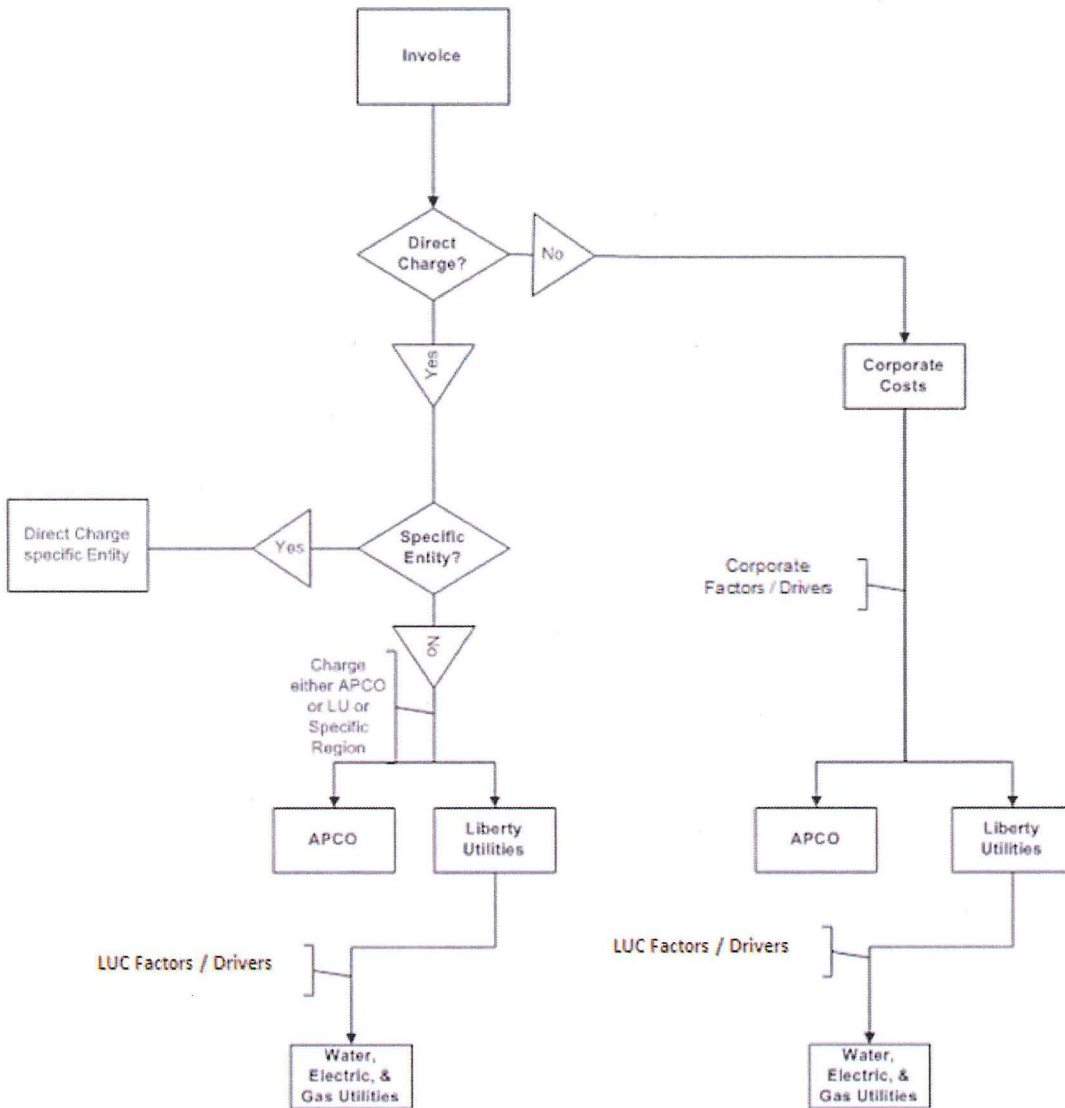 Invoice
Direct
Charge?
No
Yes
Corporate
Costs
Direct Charge
specific Entity
Yes
Specific
Entity?
No
Corporate
Factors / Drivers
Charge
either APCO
or LU or
Specific
Region
APCO
Liberty
Utilities
APCO
Liberty
Utilities
LUC Factors / Drivers
LUC Factors / Drivers
Water,
Electric, &
Gas Utilities
Water,
Electric, &
Gas Utilities